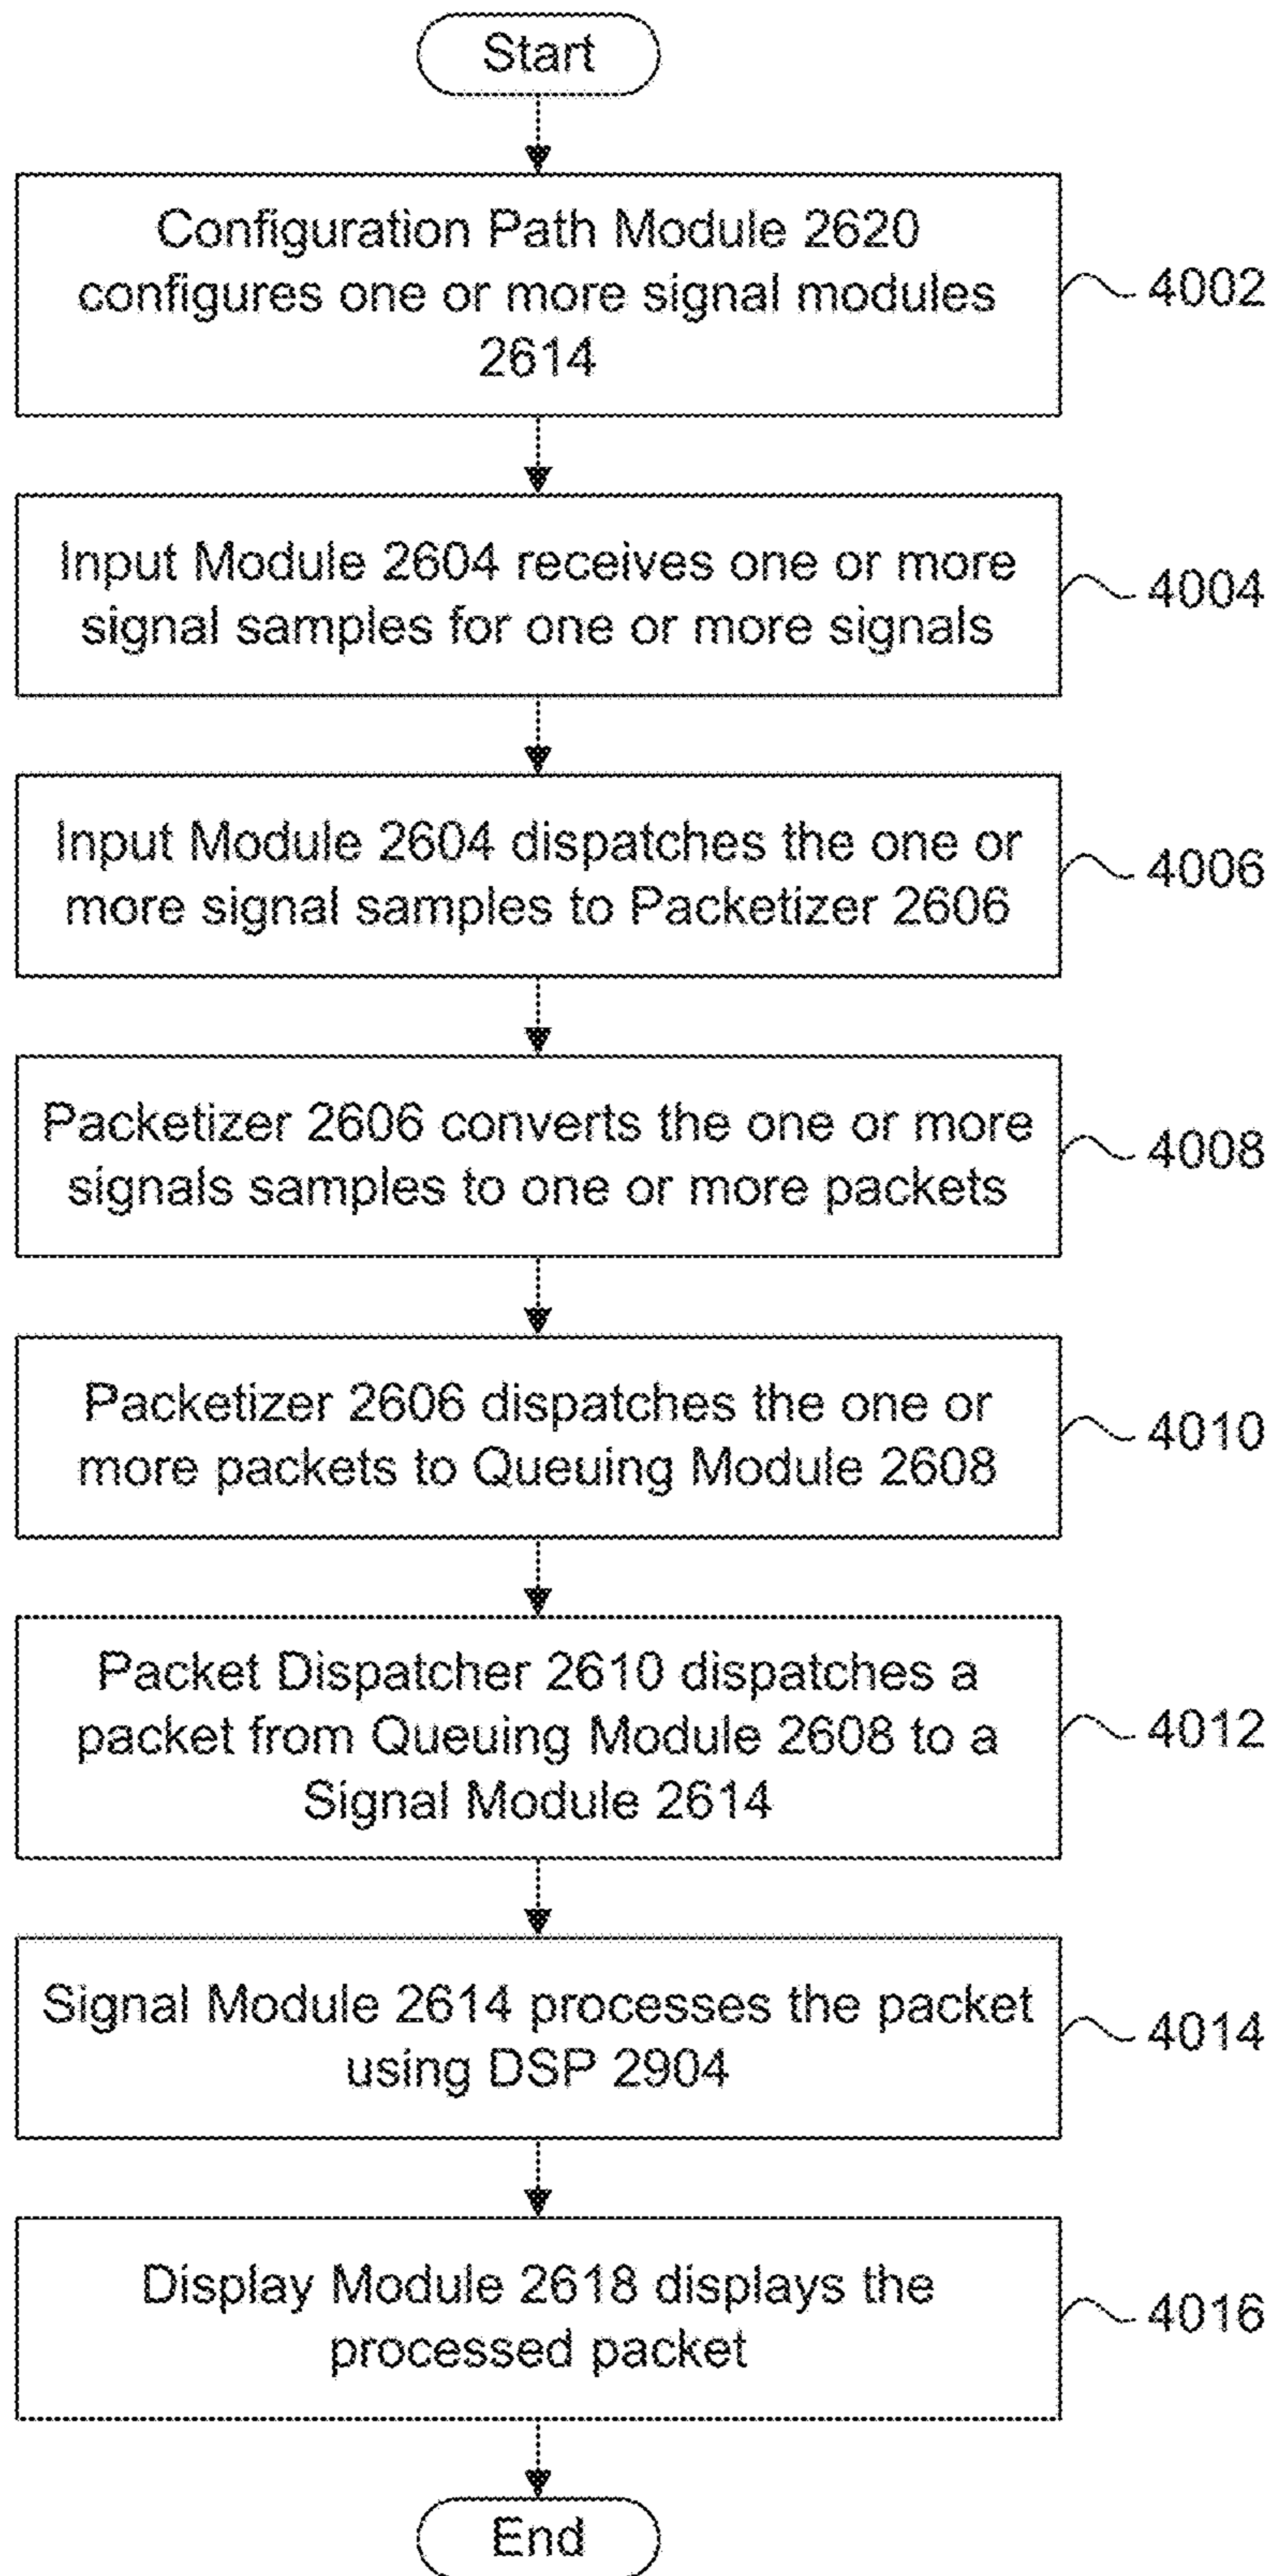 Start
Configuration Path Module 2620
configures one or more signal modules
2614
4002
Input Module 2604 receives one or more
signal samples for one or more signals
4004
Input Module 2604 dispatches the one or
more signal samples to Packetizer 2606
4006
Packetizer 2606 converts the one or more
signals samples to one or more packets
4008
Packetizer 2606 dispatches the one or
more packets to Queuing Module 2608
4010
Packet Dispatcher 2610 dispatches a
packet from Queuing Module 2608 to a
Signal Module 2614
4012
Signal Module 2614 processes the packet
using DSP 2904
4014
Display Module 2618 displays the
processed packet
4016
End